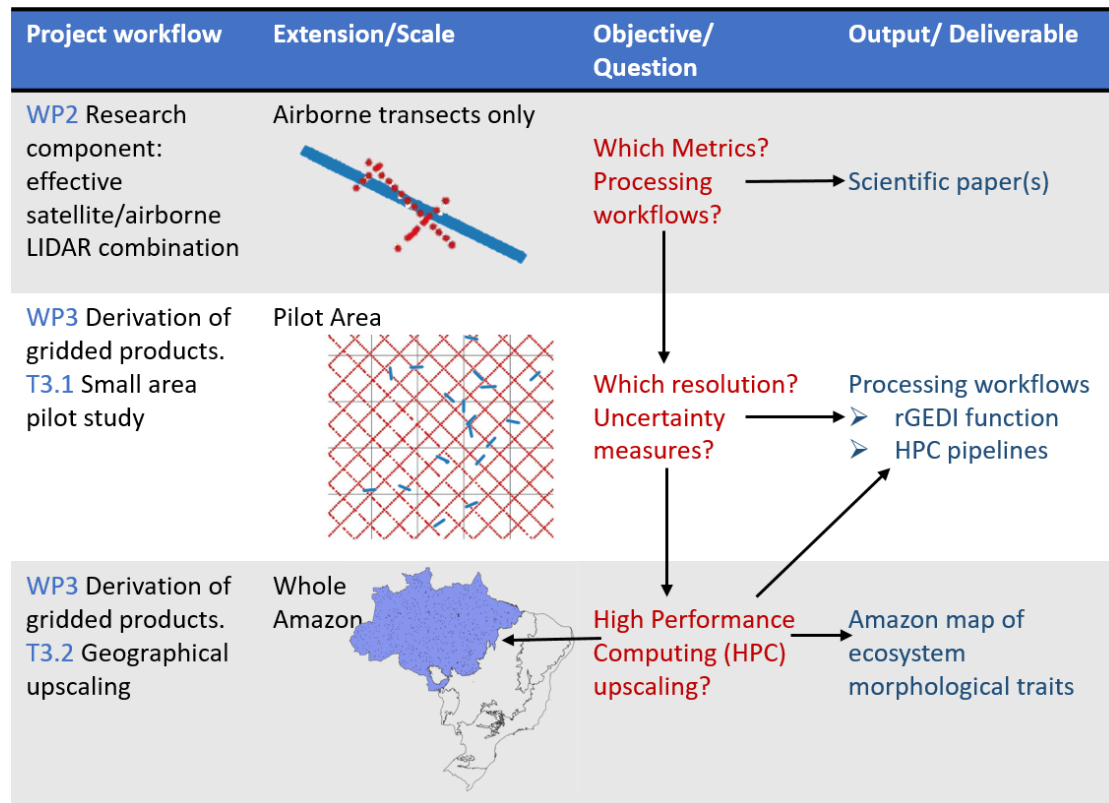 Project workflow
Extension/Scale
Objective/
Question
Output/ Deliverable
WP2 Research
component:
effective
satellite/airborne
LIDAR combination
Airborne transects only
Which Metrics?
Processing
workflows?
Scientific paper(s)
WP3 Derivation of
gridded products.
T3.1 Small area
pilot study
Pilot Area
Which resolution?
Uncertainty
measures?
Processing workflows
➢ rGEDI function
➢ HPC pipelines
WP3 Derivation of
gridded products.
T3.2 Geographical
upscaling
Whole
Amazon
High Performance
Computing (HPC)
upscaling?
Amazon map of
ecosystem
morphological traits